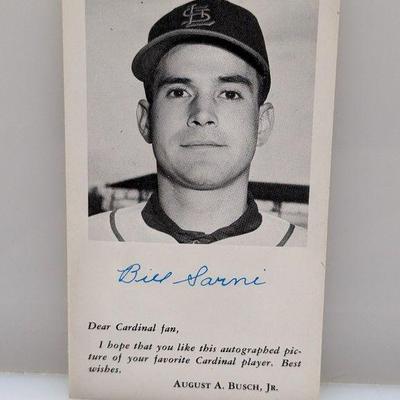 STL
Bill Sarni
Dear Cardinal fan,
I hope that you like this autographed pic-
ture of your favorite Cardinal player. Best
wishes.
AUGUST A. BUSCH, JR.